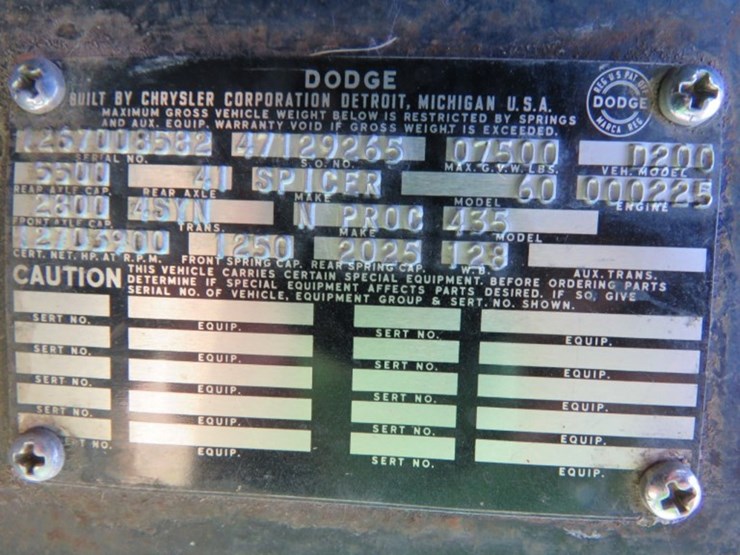 DODGE
BUILT BY CHRYSLER CORPORATION DETROIT, MICHIGAN U.S.A.
MAXIMUM GROSS VEHICLE WEIGHT BELOW IS RESTRICTED BY SPRINGS
AND AUX. EQUIP. WARRANTY VOID IF GROSS WEIGHT IS EXCEEDED.
REG. U.S. PAT. OFF.
DODGE
MARCA REG.
1267008582 47129265 07500 D200
SERIAL NO. S.O. NO. MAX. G.V.W. LBS. VEH. MODEL
5500 41 SPICER 60 000225
REAR AXLE CAP. REAR AXLE MAKE MODEL ENGINE
2800 4SYN N PROC 435
FRONT AXLE CAP. TRANS. MAKE MODEL
12703900 1250 2025 128
CERT. NET. HP. AT R.P.M. FRONT SPRING CAP. REAR SPRING CAP. W.B. AUX. TRANS.
CAUTION THIS VEHICLE CARRIES CERTAIN SPECIAL EQUIPMENT. BEFORE ORDERING PARTS
DETERMINE IF SPECIAL EQUIPMENT AFFECTS PARTS DESIRED. IF SO, GIVE
SERIAL NO. OF VEHICLE, EQUIPMENT GROUP & SERT. NO. SHOWN.
SERT NO. EQUIP. SERT NO. EQUIP.
SERT NO. EQUIP. SERT NO. EQUIP.
SERT NO. EQUIP. SERT NO. EQUIP.
SERT NO. EQUIP. SERT NO. EQUIP.
SERT NO. EQUIP. SERT NO. EQUIP.